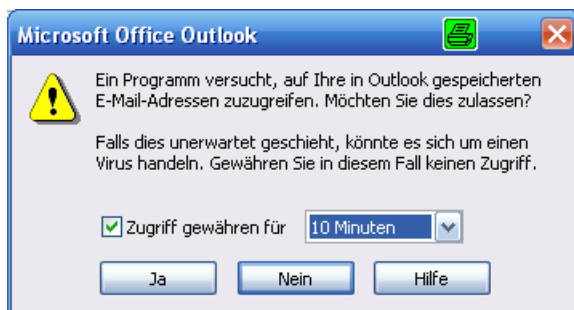 Microsoft Office Outlook
Ein Programm versucht, auf Ihre in Outlook gespeicherten
E-Mail-Adressen zuzugreifen. Möchten Sie dies zulassen?
Falls dies unerwartet geschieht, könnte es sich um einen
Virus handeln. Gewähren Sie in diesem Fall keinen Zugriff.
Zugriff gewähren für 10 Minuten
Ja Nein Hilfe